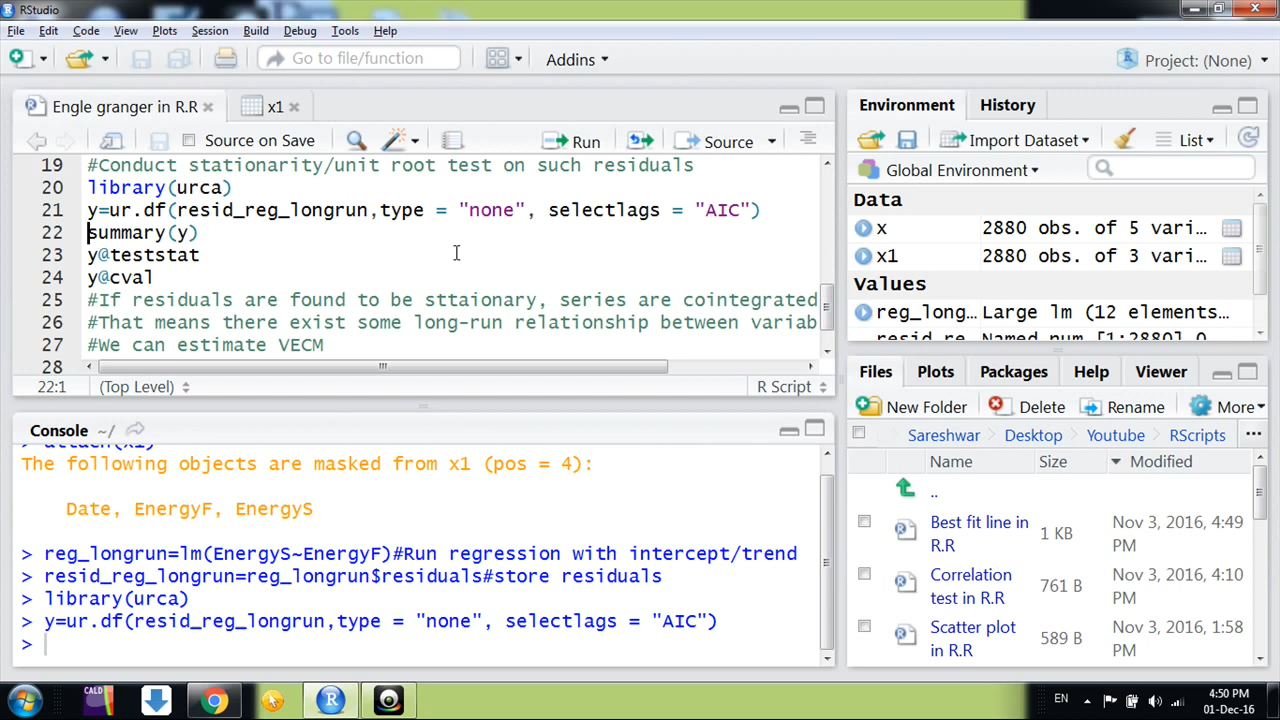 RStudio
File Edit Code View Plots Session Build Debug Tools Help
Go to file/function Addins Project: (None)
Engle granger in R.R x1
Source on Save Run Source
19 #Conduct stationarity/unit root test on such residuals
20 library(urca)
21 y=ur.df(resid_reg_longrun,type = "none", selectlags = "AIC")
22 summary(y)
23 y@teststat
24 y@cval
25 #If residuals are found to be sttaionary, series are cointegrated
26 #That means there exist some long-run relationship between variab
27 #We can estimate VECM
28
22:1 (Top Level) R Script
Console ~/
The following objects are masked from x1 (pos = 4):
Date, EnergyF, EnergyS
> reg_longrun=lm(EnergyS~EnergyF)#Run regression with intercept/trend
> resid_reg_longrun=reg_longrun$residuals#store residuals
> library(urca)
> y=ur.df(resid_reg_longrun,type = "none", selectlags = "AIC")
>
Environment History
Import Dataset List
Global Environment
Data
x 2880 obs. of 5 vari…
x1 2880 obs. of 3 vari…
Values
reg_long… Large lm (12 elements…
Files Plots Packages Help Viewer
New Folder Delete Rename More
Sareshwar Desktop Youtube RScripts ...
Name Size Modified
..
Best fit line in R.R 1 KB Nov 3, 2016, 4:49 PM
Correlation test in R.R 761 B Nov 3, 2016, 4:10 PM
Scatter plot in R.R 589 B Nov 3, 2016, 1:58 PM
CALD EN 4:50 PM
01-Dec-16